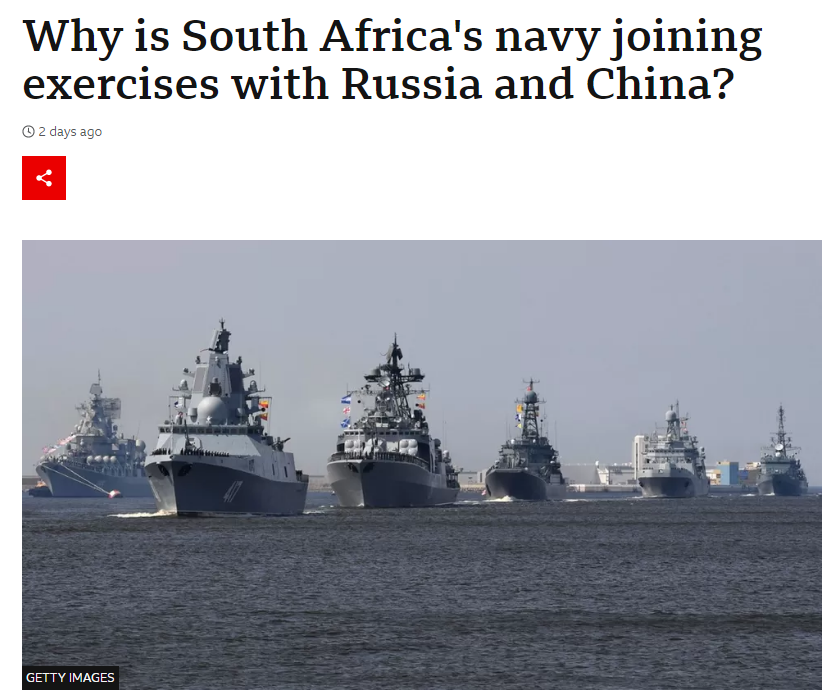 Why is South Africa's navy joining
exercises with Russia and China?
2 days ago
417
GETTY IMAGES